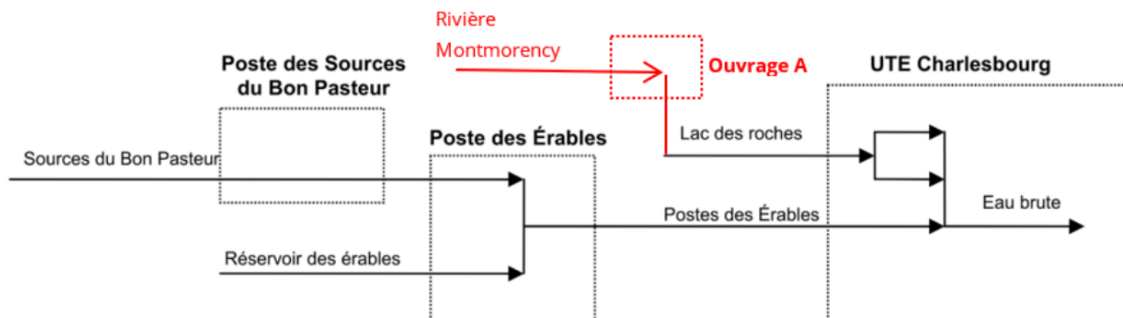 Rivière
Montmorency
Ouvrage A
UTE Charlesbourg
Poste des Sources
du Bon Pasteur
Poste des Érables
Lac des roches
Sources du Bon Pasteur
Postes des Érables
Eau brute
Réservoir des érables